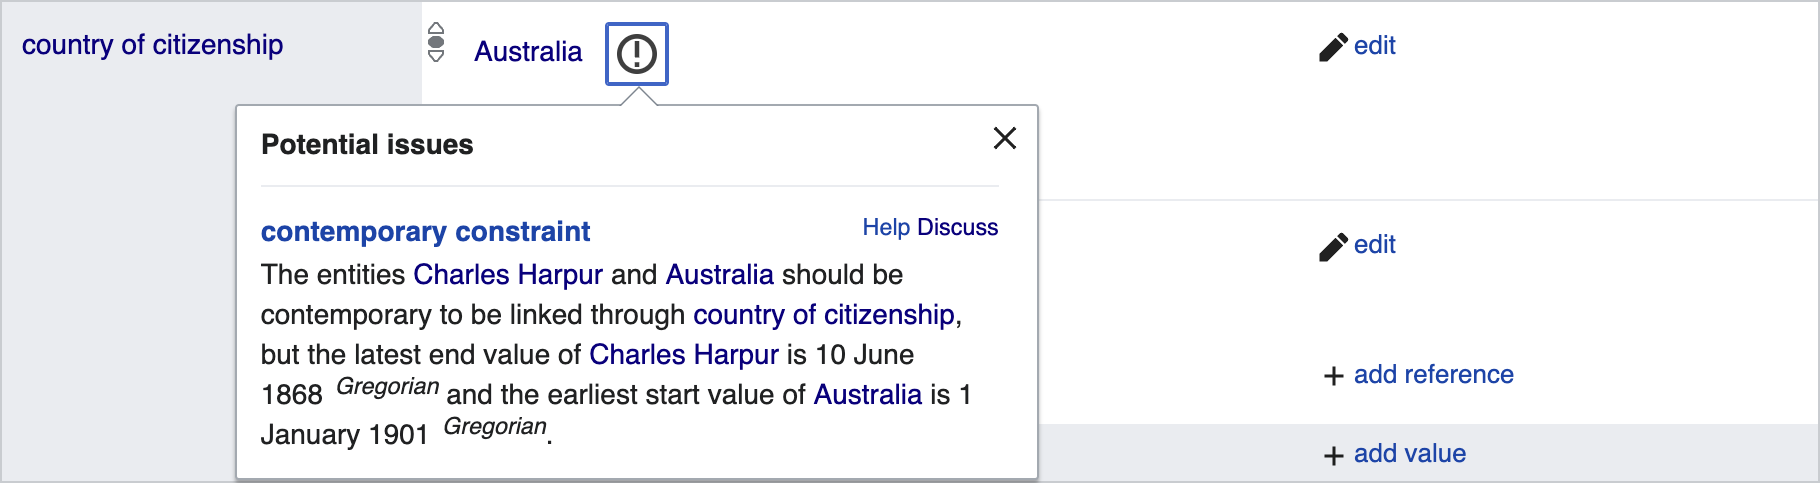 country of citizenship
Australia
edit
Potential issues
contemporary constraint
Help Discuss
The entities Charles Harpur and Australia should be
contemporary to be linked through country of citizenship,
but the latest end value of Charles Harpur is 10 June
1868 Gregorian and the earliest start value of Australia is 1
January 1901 Gregorian.
edit
+ add reference
+ add value